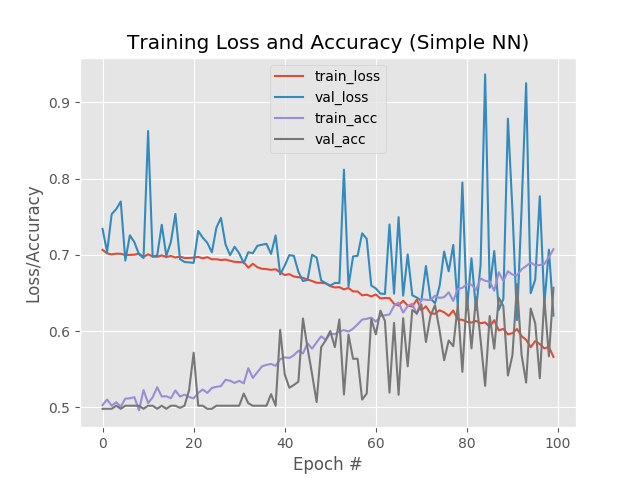 Training Loss and Accuracy (Simple NN)
train_loss
val_loss
train_acc
val_acc
Loss/Accuracy
0.9
0.8
0.7
0.6
0.5
0 20 40 60 80 100
Epoch #